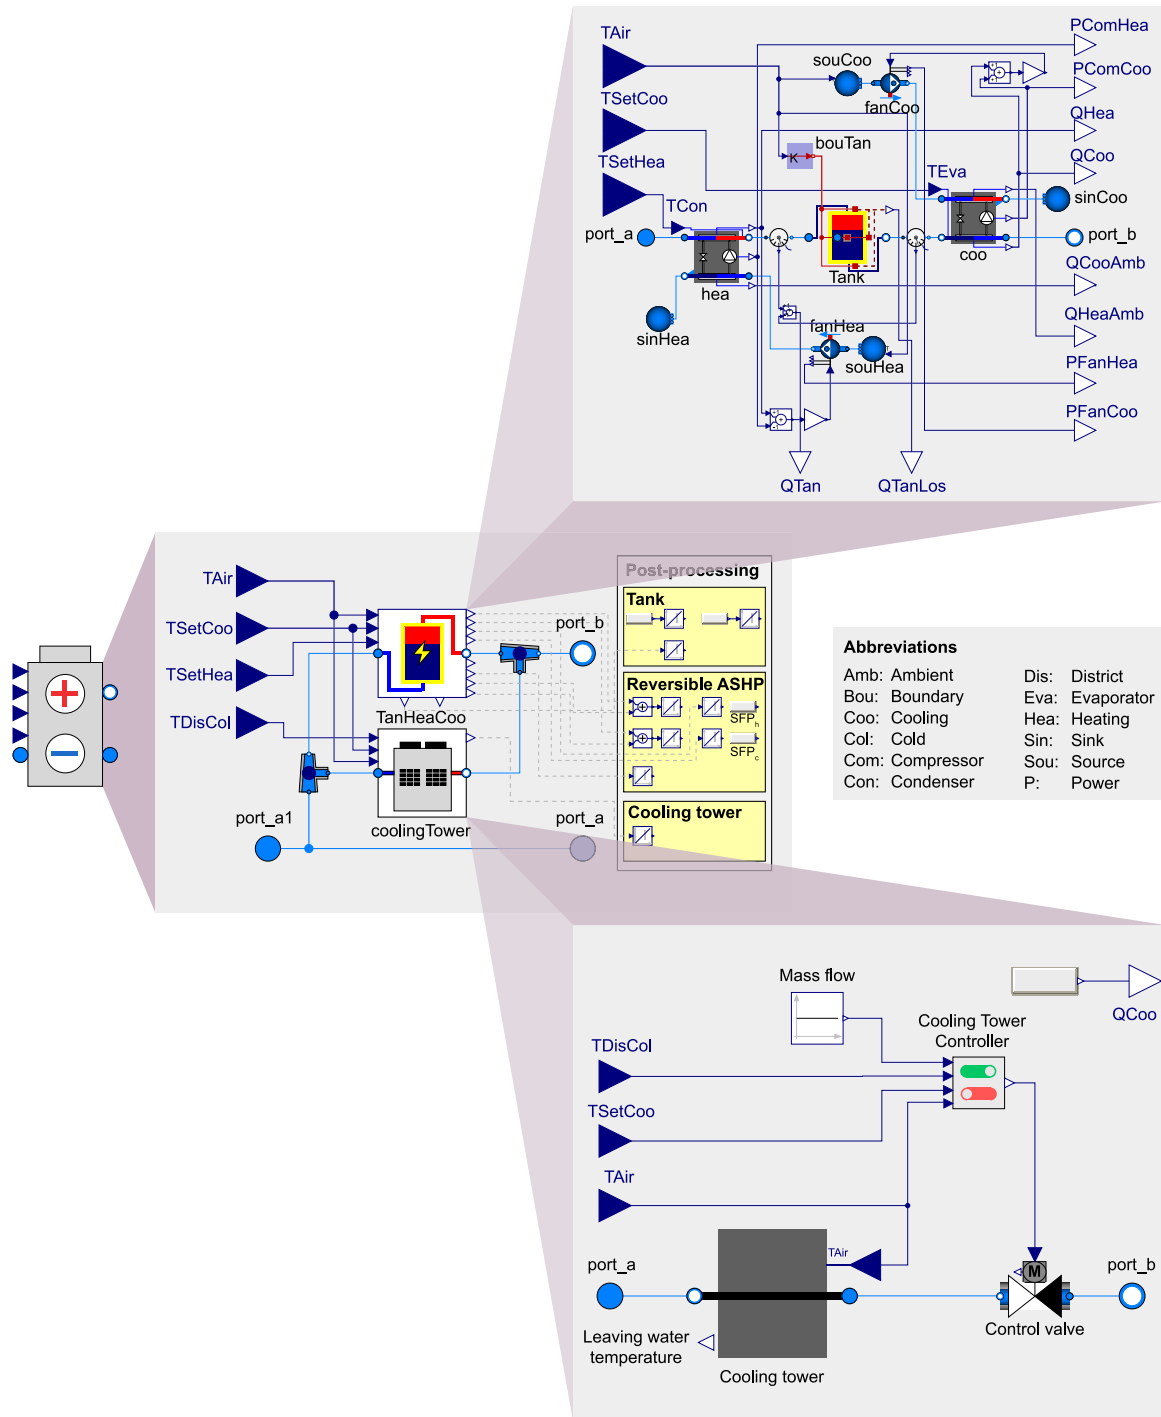 TAir
TSetCoo
TSetHea
TCon
port_a
hea
sinHea
souCoo
fanCoo
bouTan
K
Tank
fanHea
souHea
TEva
coo
sinCoo
port_b
PComHea
PComCoo
QHea
QCoo
QCooAmb
QHeaAmb
PFanHea
PFanCoo
QTan
QTanLos
TAir
TSetCoo
TSetHea
TDisCol
port_a1
TanHeaCoo
coolingTower
port_b
port_a
Post-processing
Tank
Reversible ASHP
SFP
h
SFP
c
Cooling tower
Abbreviations
Amb: Ambient
Bou: Boundary
Coo: Cooling
Col: Cold
Com: Compressor
Con: Condenser
Dis: District
Eva: Evaporator
Hea: Heating
Sin: Sink
Sou: Source
P: Power
Mass flow
QCoo
Cooling Tower
Controller
TDisCol
TSetCoo
TAir
TAir
port_a
M
port_b
Control valve
Leaving water
temperature
Cooling tower